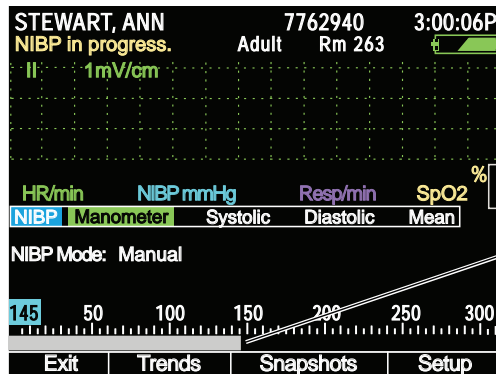 STEWART, ANN 7762940 3:00:06P
NIBP in progress. Adult Rm 263
II 1mV/cm
%
HR/min NIBP mmHg Resp/min SpO2
NIBP Manometer Systolic Diastolic Mean
NIBP Mode: Manual
145 50 100 150 200 250 300
Exit Trends Snapshots Setup